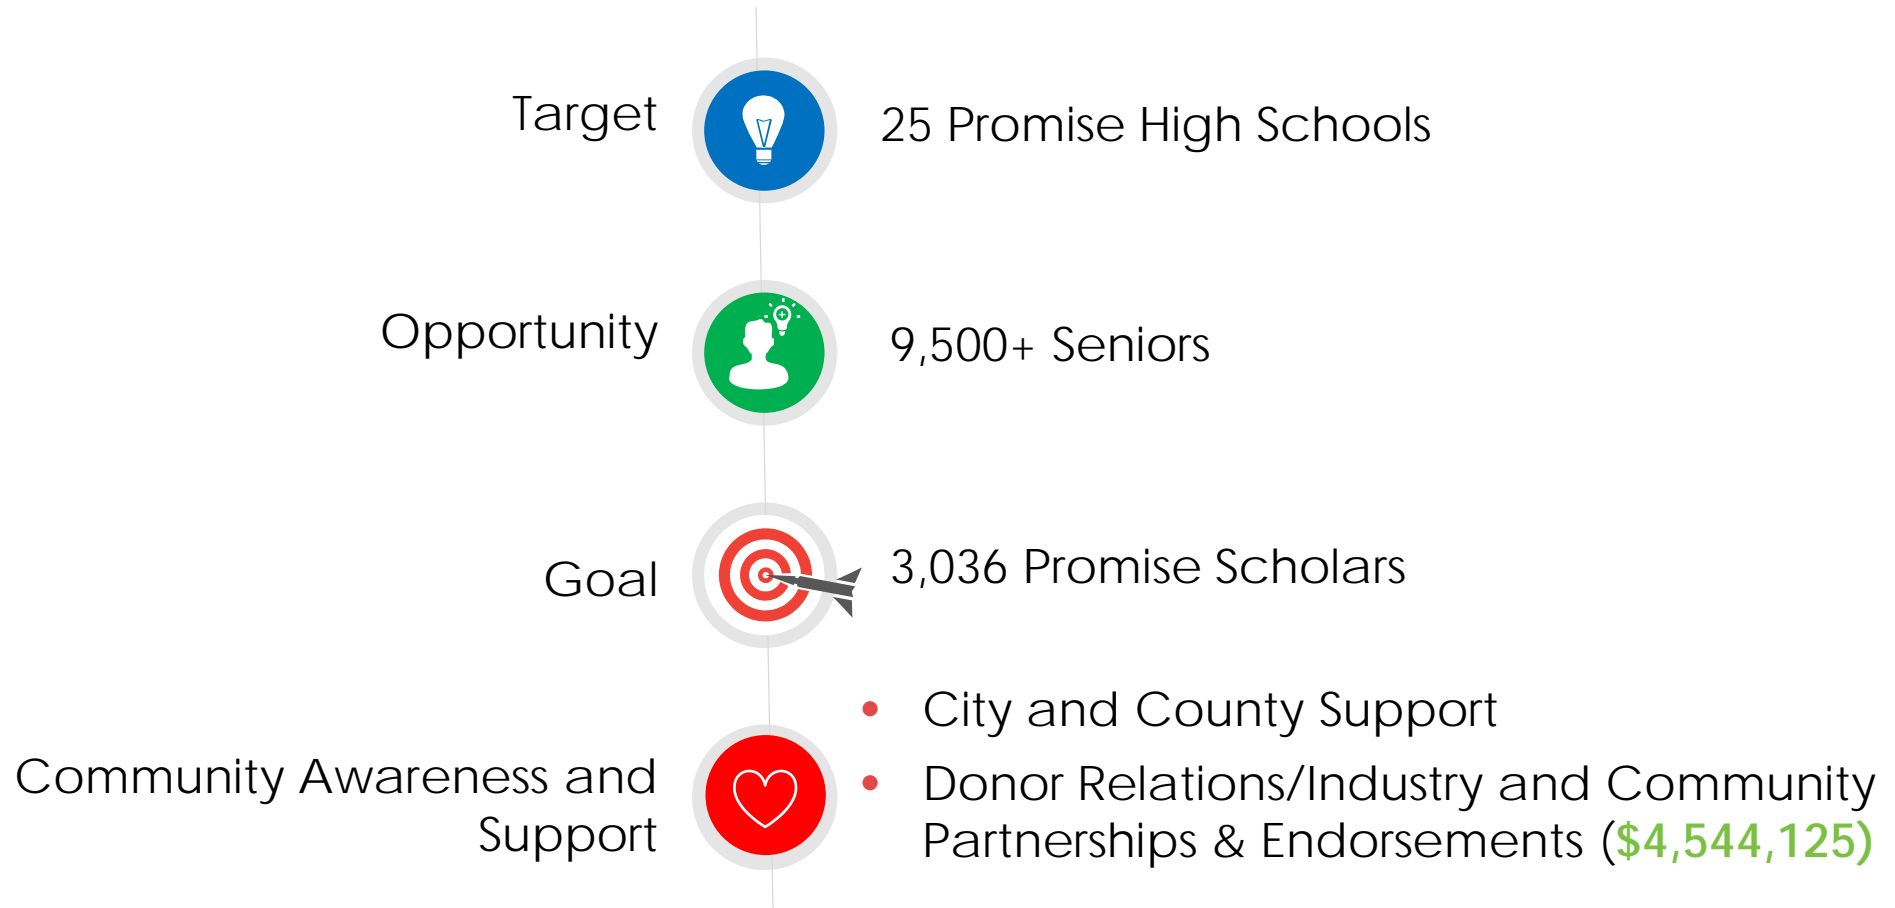 Target
25 Promise High Schools
Opportunity
9,500+ Seniors
Goal
3,036 Promise Scholars
Community Awareness and
Support
• City and County Support
• Donor Relations/Industry and Community
Partnerships & Endorsements ($4,544,125)